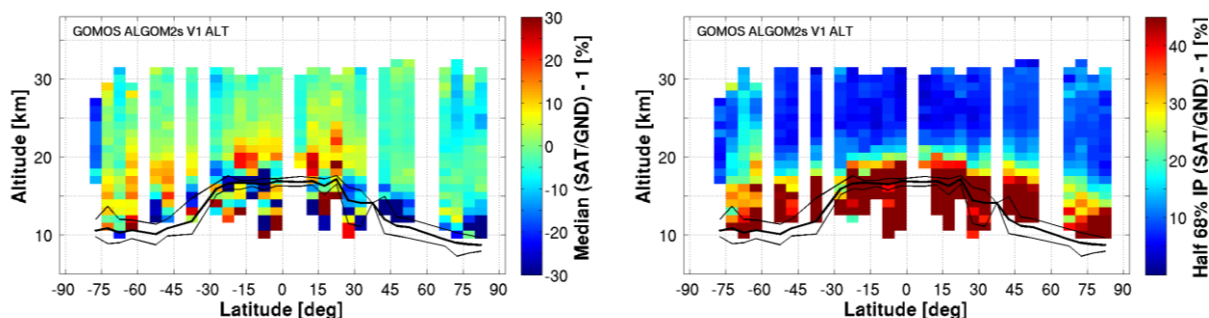 GOMOS ALGOM2s V1 ALT
30
20
10
Altitude [km]
-90 -75 -60 -45 -30 -15 0 15 30 45 60 75 90
Latitude [deg]
30
20
10
0
-10
-20
-30
Median (SAT/GND) - 1 [%]
GOMOS ALGOM2s V1 ALT
30
20
10
Altitude [km]
-90 -75 -60 -45 -30 -15 0 15 30 45 60 75 90
Latitude [deg]
40
30
20
10
Half 68% IP (SAT/GND) - 1 [%]